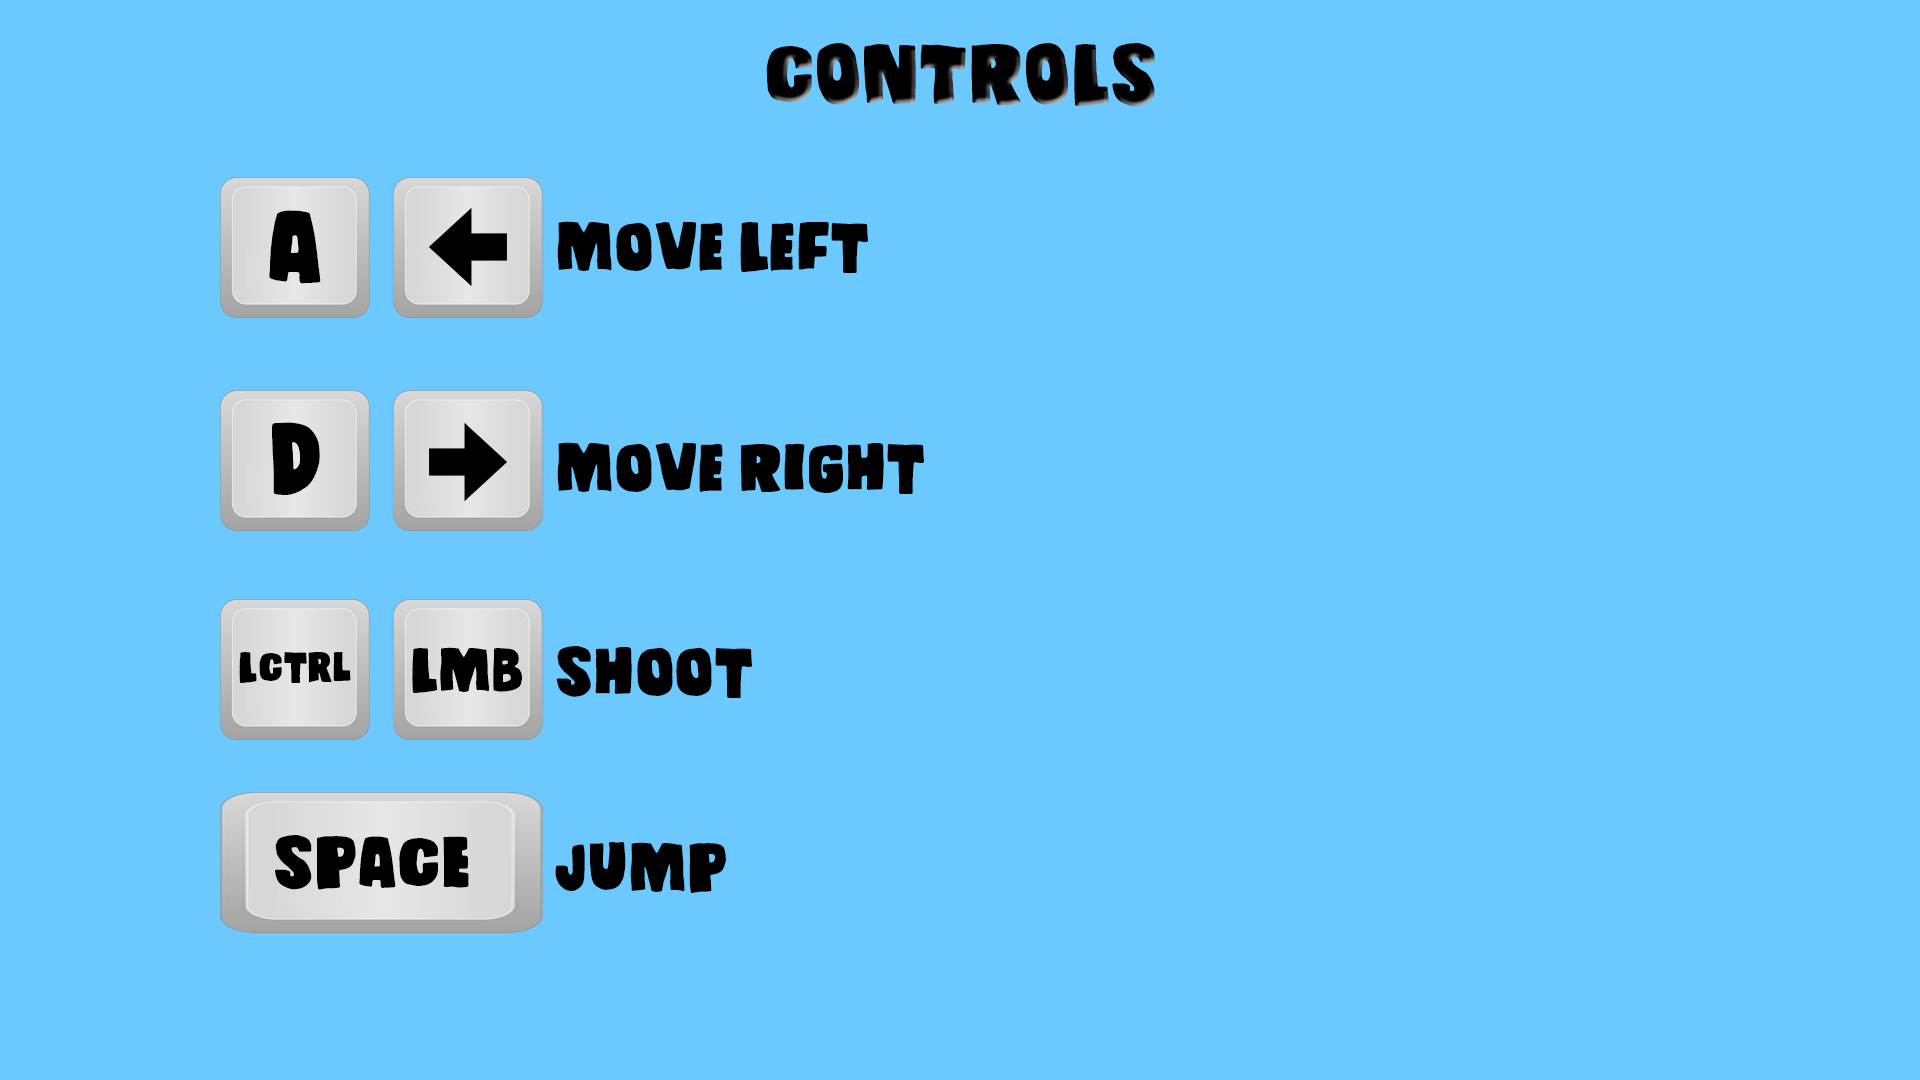 CONTROLS
A MOVE LEFT
D MOVE RIGHT
LCTRL LMB SHOOT
SPACE JUMP